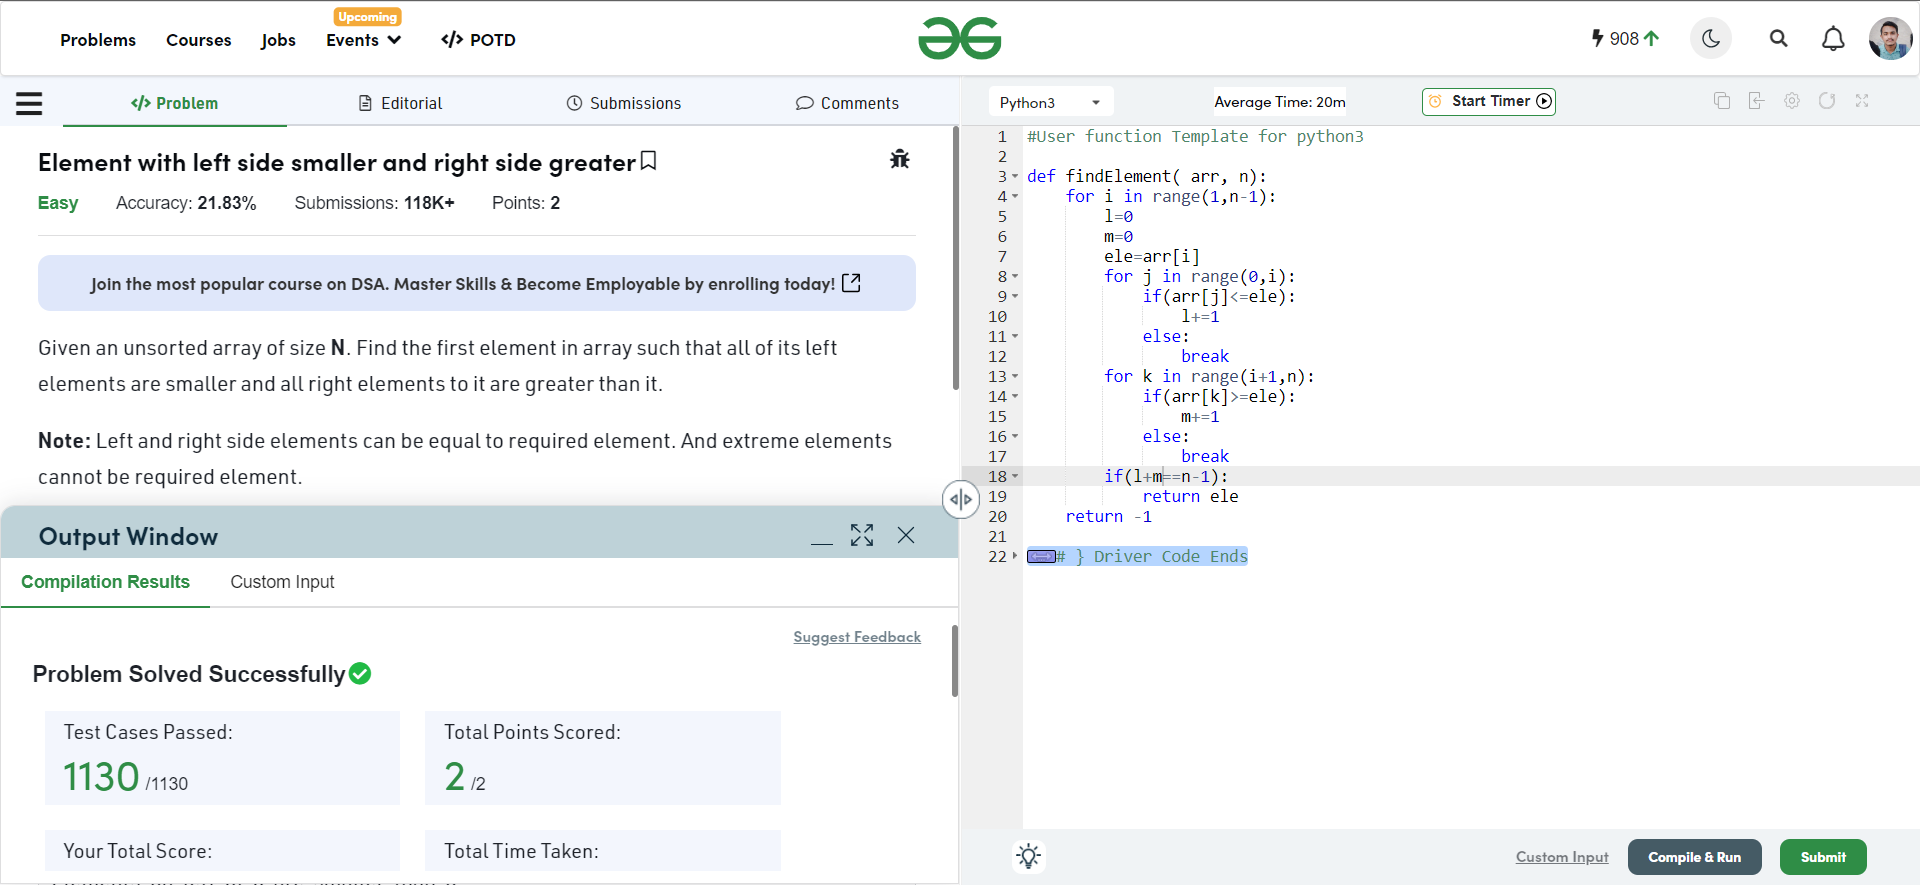 Upcoming
Problems Courses Jobs Events </> POTD
908
</> Problem Editorial Submissions Comments
Element with left side smaller and right side greater
Easy Accuracy: 21.83% Submissions: 118K+ Points: 2
Join the most popular course on DSA. Master Skills & Become Employable by enrolling today!
Given an unsorted array of size N. Find the first element in array such that all of its left
elements are smaller and all right elements to it are greater than it.
Note: Left and right side elements can be equal to required element. And extreme elements
cannot be required element.
Output Window
Compilation Results Custom Input
Suggest Feedback
Problem Solved Successfully
Test Cases Passed:
1130 /1130
Total Points Scored:
2 /2
Your Total Score:
Total Time Taken:
Python3 Average Time: 20m Start Timer
1 #User function Template for python3
2
3 def findElement( arr, n):
4 for i in range(1,n-1):
5 l=0
6 m=0
7 ele=arr[i]
8 for j in range(0,i):
9 if(arr[j]<=ele):
10 l+=1
11 else:
12 break
13 for k in range(i+1,n):
14 if(arr[k]>=ele):
15 m+=1
16 else:
17 break
18 if(l+m==n-1):
19 return ele
20 return -1
21
22 # } Driver Code Ends
Custom Input Compile & Run Submit